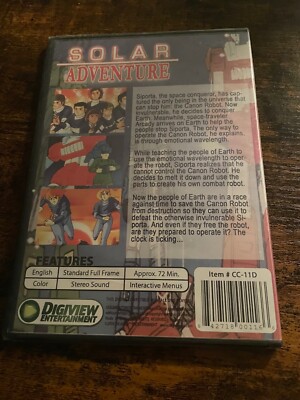 SOLAR
ADVENTURE
Siporta, the space conqueror, has cap-
tured the only being in the universe that
can stop him: the Canon Robot. Now
invulnerable, he decides to conquer
Earth. Meanwhile, space-traveler
Arcady arrives on Earth to help the
people stop Siporta. The only way to
operate the Canon Robot, he explains,
is through emotional wavelength.
While teaching the people of Earth to
use the emotional wavelength to oper-
ate the robot, Siporta realizes that he
cannot control the Canon Robot. He
decides to melt it down and use the
parts to create his own combat robot.
Now the people of Earth are in a race
against time to save the Canon Robot
from destruction so they can use it to
defeat the otherwise invulnerable Si-
porta. And even if they free the robot,
are they prepared to operate it? The
clock is ticking...
FEATURES
English Standard Full Frame Approx. 72 Min.
Color Stereo Sound Interactive Menus
Item # CC-11D
DIGIVIEW
ENTERTAINMENT